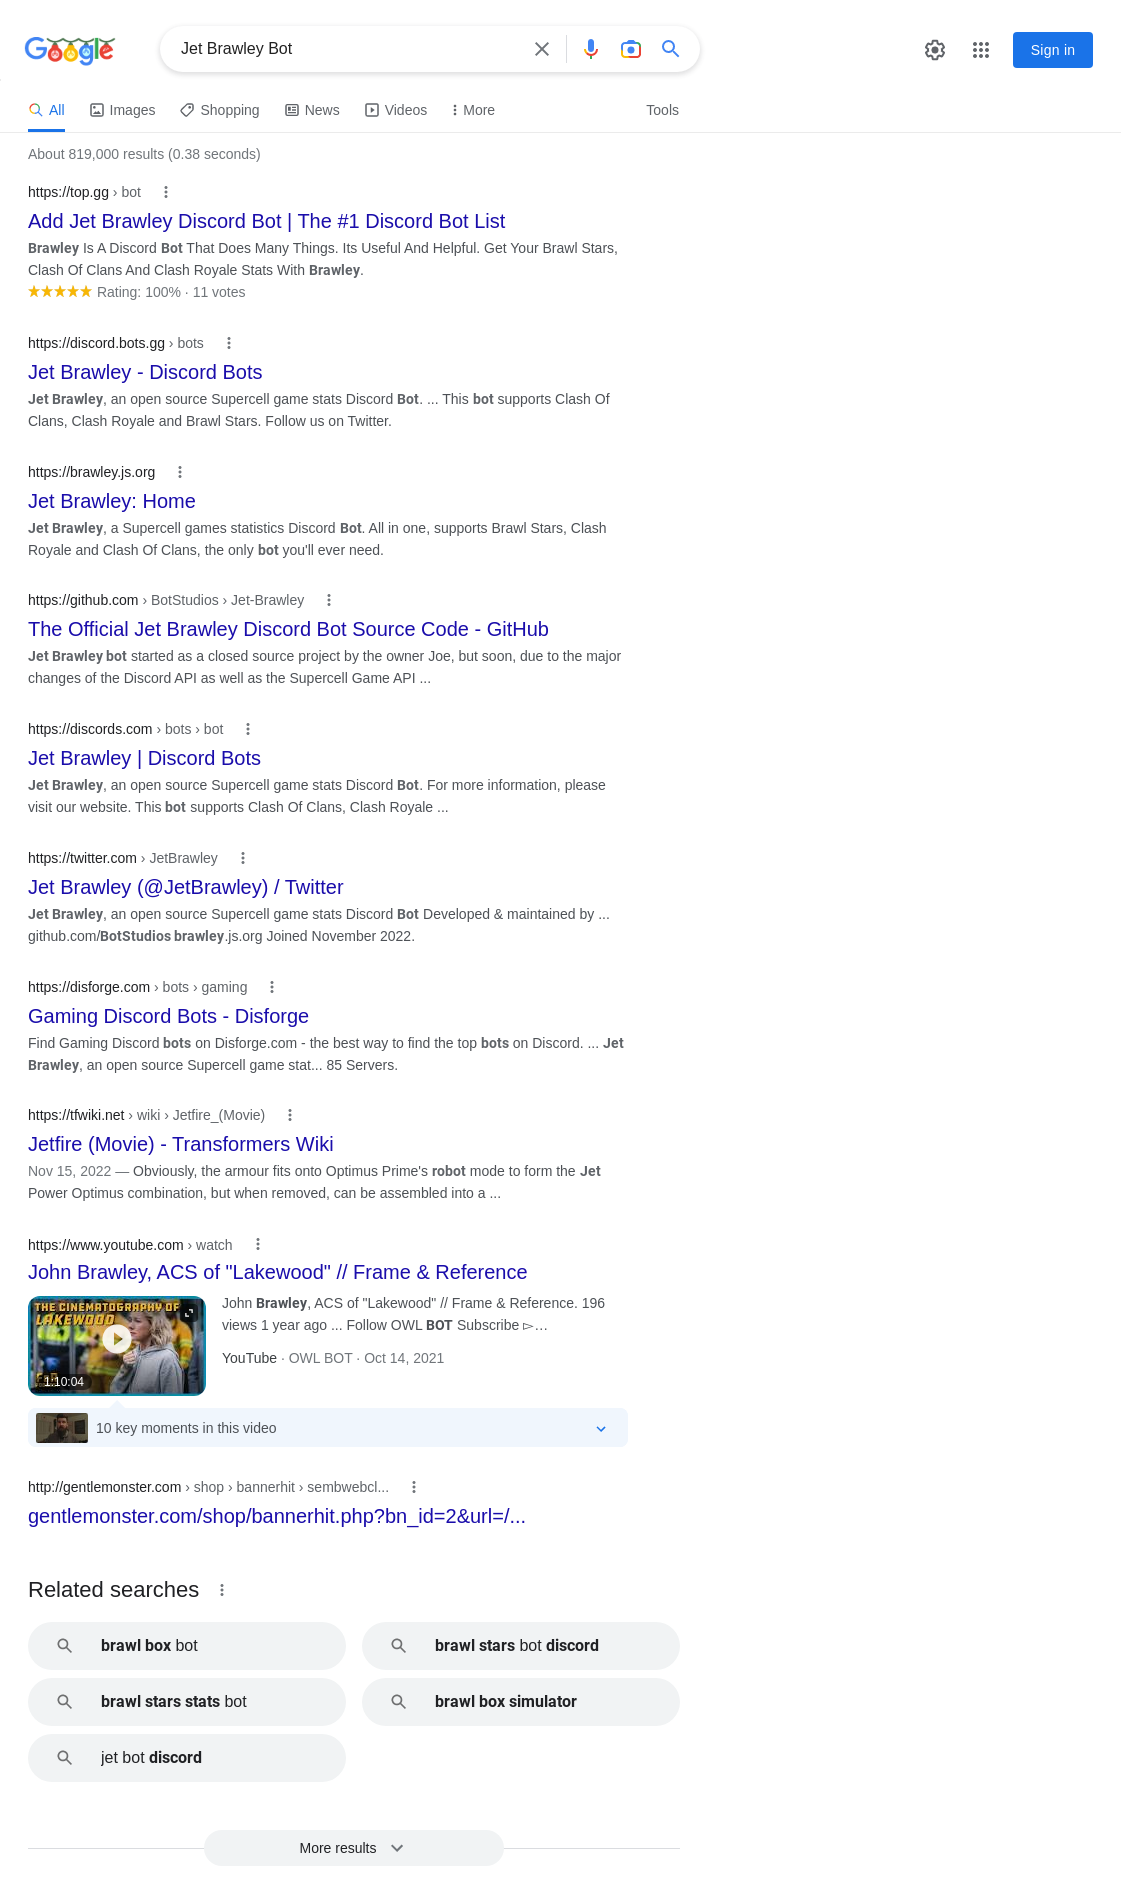 Google
Jet Brawley Bot
Sign in
All
Images
Shopping
News
Videos
More
Tools
About 819,000 results (0.38 seconds)
https://top.gg › bot
Add Jet Brawley Discord Bot | The #1 Discord Bot List
Brawley Is A Discord Bot That Does Many Things. Its Useful And Helpful. Get Your Brawl Stars,
Clash Of Clans And Clash Royale Stats With Brawley.
Rating: 100% · 11 votes
https://discord.bots.gg › bots
Jet Brawley - Discord Bots
Jet Brawley, an open source Supercell game stats Discord Bot. ... This bot supports Clash Of
Clans, Clash Royale and Brawl Stars. Follow us on Twitter.
https://brawley.js.org
Jet Brawley: Home
Jet Brawley, a Supercell games statistics Discord Bot. All in one, supports Brawl Stars, Clash
Royale and Clash Of Clans, the only bot you'll ever need.
https://github.com › BotStudios › Jet-Brawley
The Official Jet Brawley Discord Bot Source Code - GitHub
Jet Brawley bot started as a closed source project by the owner Joe, but soon, due to the major
changes of the Discord API as well as the Supercell Game API ...
https://discords.com › bots › bot
Jet Brawley | Discord Bots
Jet Brawley, an open source Supercell game stats Discord Bot. For more information, please
visit our website. This bot supports Clash Of Clans, Clash Royale ...
https://twitter.com › JetBrawley
Jet Brawley (@JetBrawley) / Twitter
Jet Brawley, an open source Supercell game stats Discord Bot Developed & maintained by ...
github.com/BotStudios brawley.js.org Joined November 2022.
https://disforge.com › bots › gaming
Gaming Discord Bots - Disforge
Find Gaming Discord bots on Disforge.com - the best way to find the top bots on Discord. ... Jet
Brawley, an open source Supercell game stat... 85 Servers.
https://tfwiki.net › wiki › Jetfire_(Movie)
Jetfire (Movie) - Transformers Wiki
Nov 15, 2022 — Obviously, the armour fits onto Optimus Prime's robot mode to form the Jet
Power Optimus combination, but when removed, can be assembled into a ...
https://www.youtube.com › watch
John Brawley, ACS of "Lakewood" // Frame & Reference
THE CINEMATOGRAPHY OF
LAKEWOOD
1:10:04
John Brawley, ACS of "Lakewood" // Frame & Reference. 196
views 1 year ago ... Follow OWL BOT Subscribe ▻…
YouTube · OWL BOT · Oct 14, 2021
10 key moments in this video
http://gentlemonster.com › shop › bannerhit › sembwebcl...
gentlemonster.com/shop/bannerhit.php?bn_id=2&url=/...
Related searches
brawl box bot
brawl stars bot discord
brawl stars stats bot
brawl box simulator
jet bot discord
More results